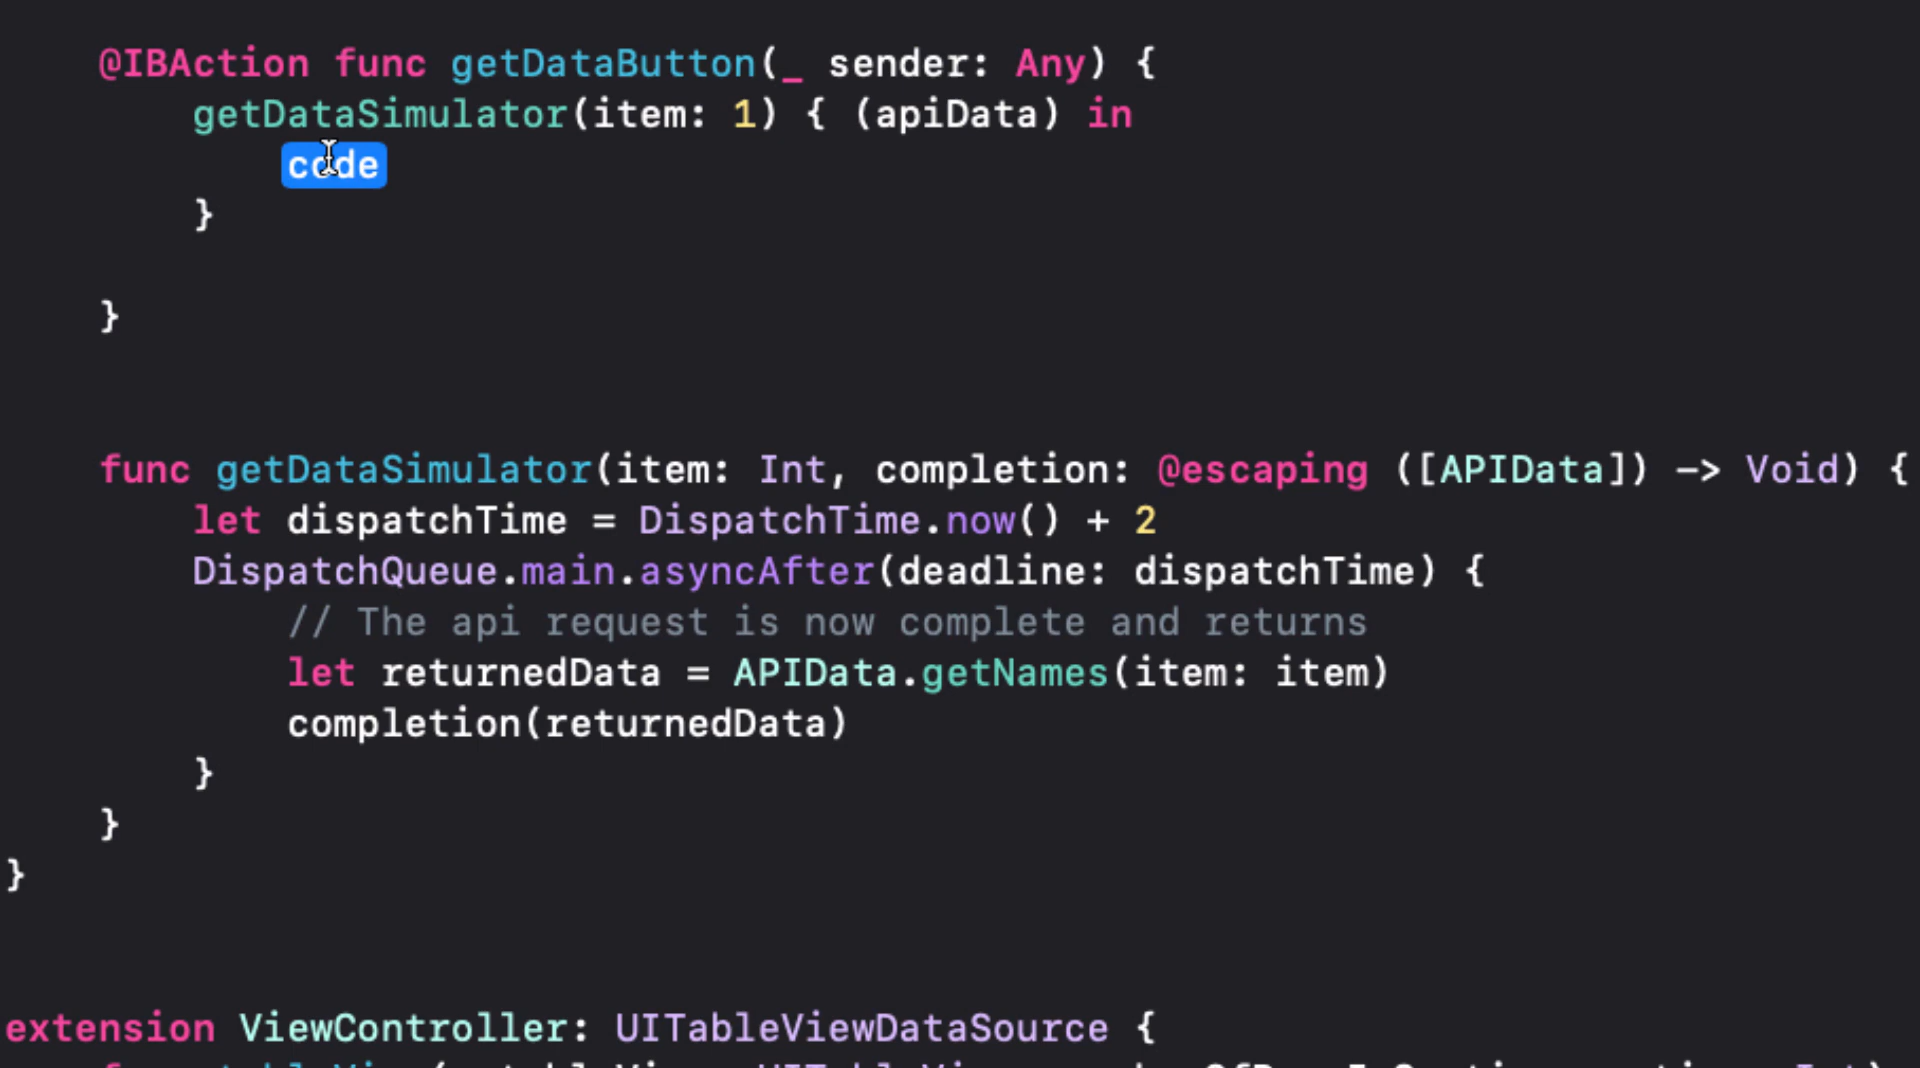 @IBAction func getDataButton(_ sender: Any) {
getDataSimulator(item: 1) { (apiData) in
code
}
}
func getDataSimulator(item: Int, completion: @escaping ([APIData]) -> Void) {
let dispatchTime = DispatchTime.now() + 2
DispatchQueue.main.asyncAfter(deadline: dispatchTime) {
// The api request is now complete and returns
let returnedData = APIData.getNames(item: item)
completion(returnedData)
}
}
}
extension ViewController: UITableViewDataSource {